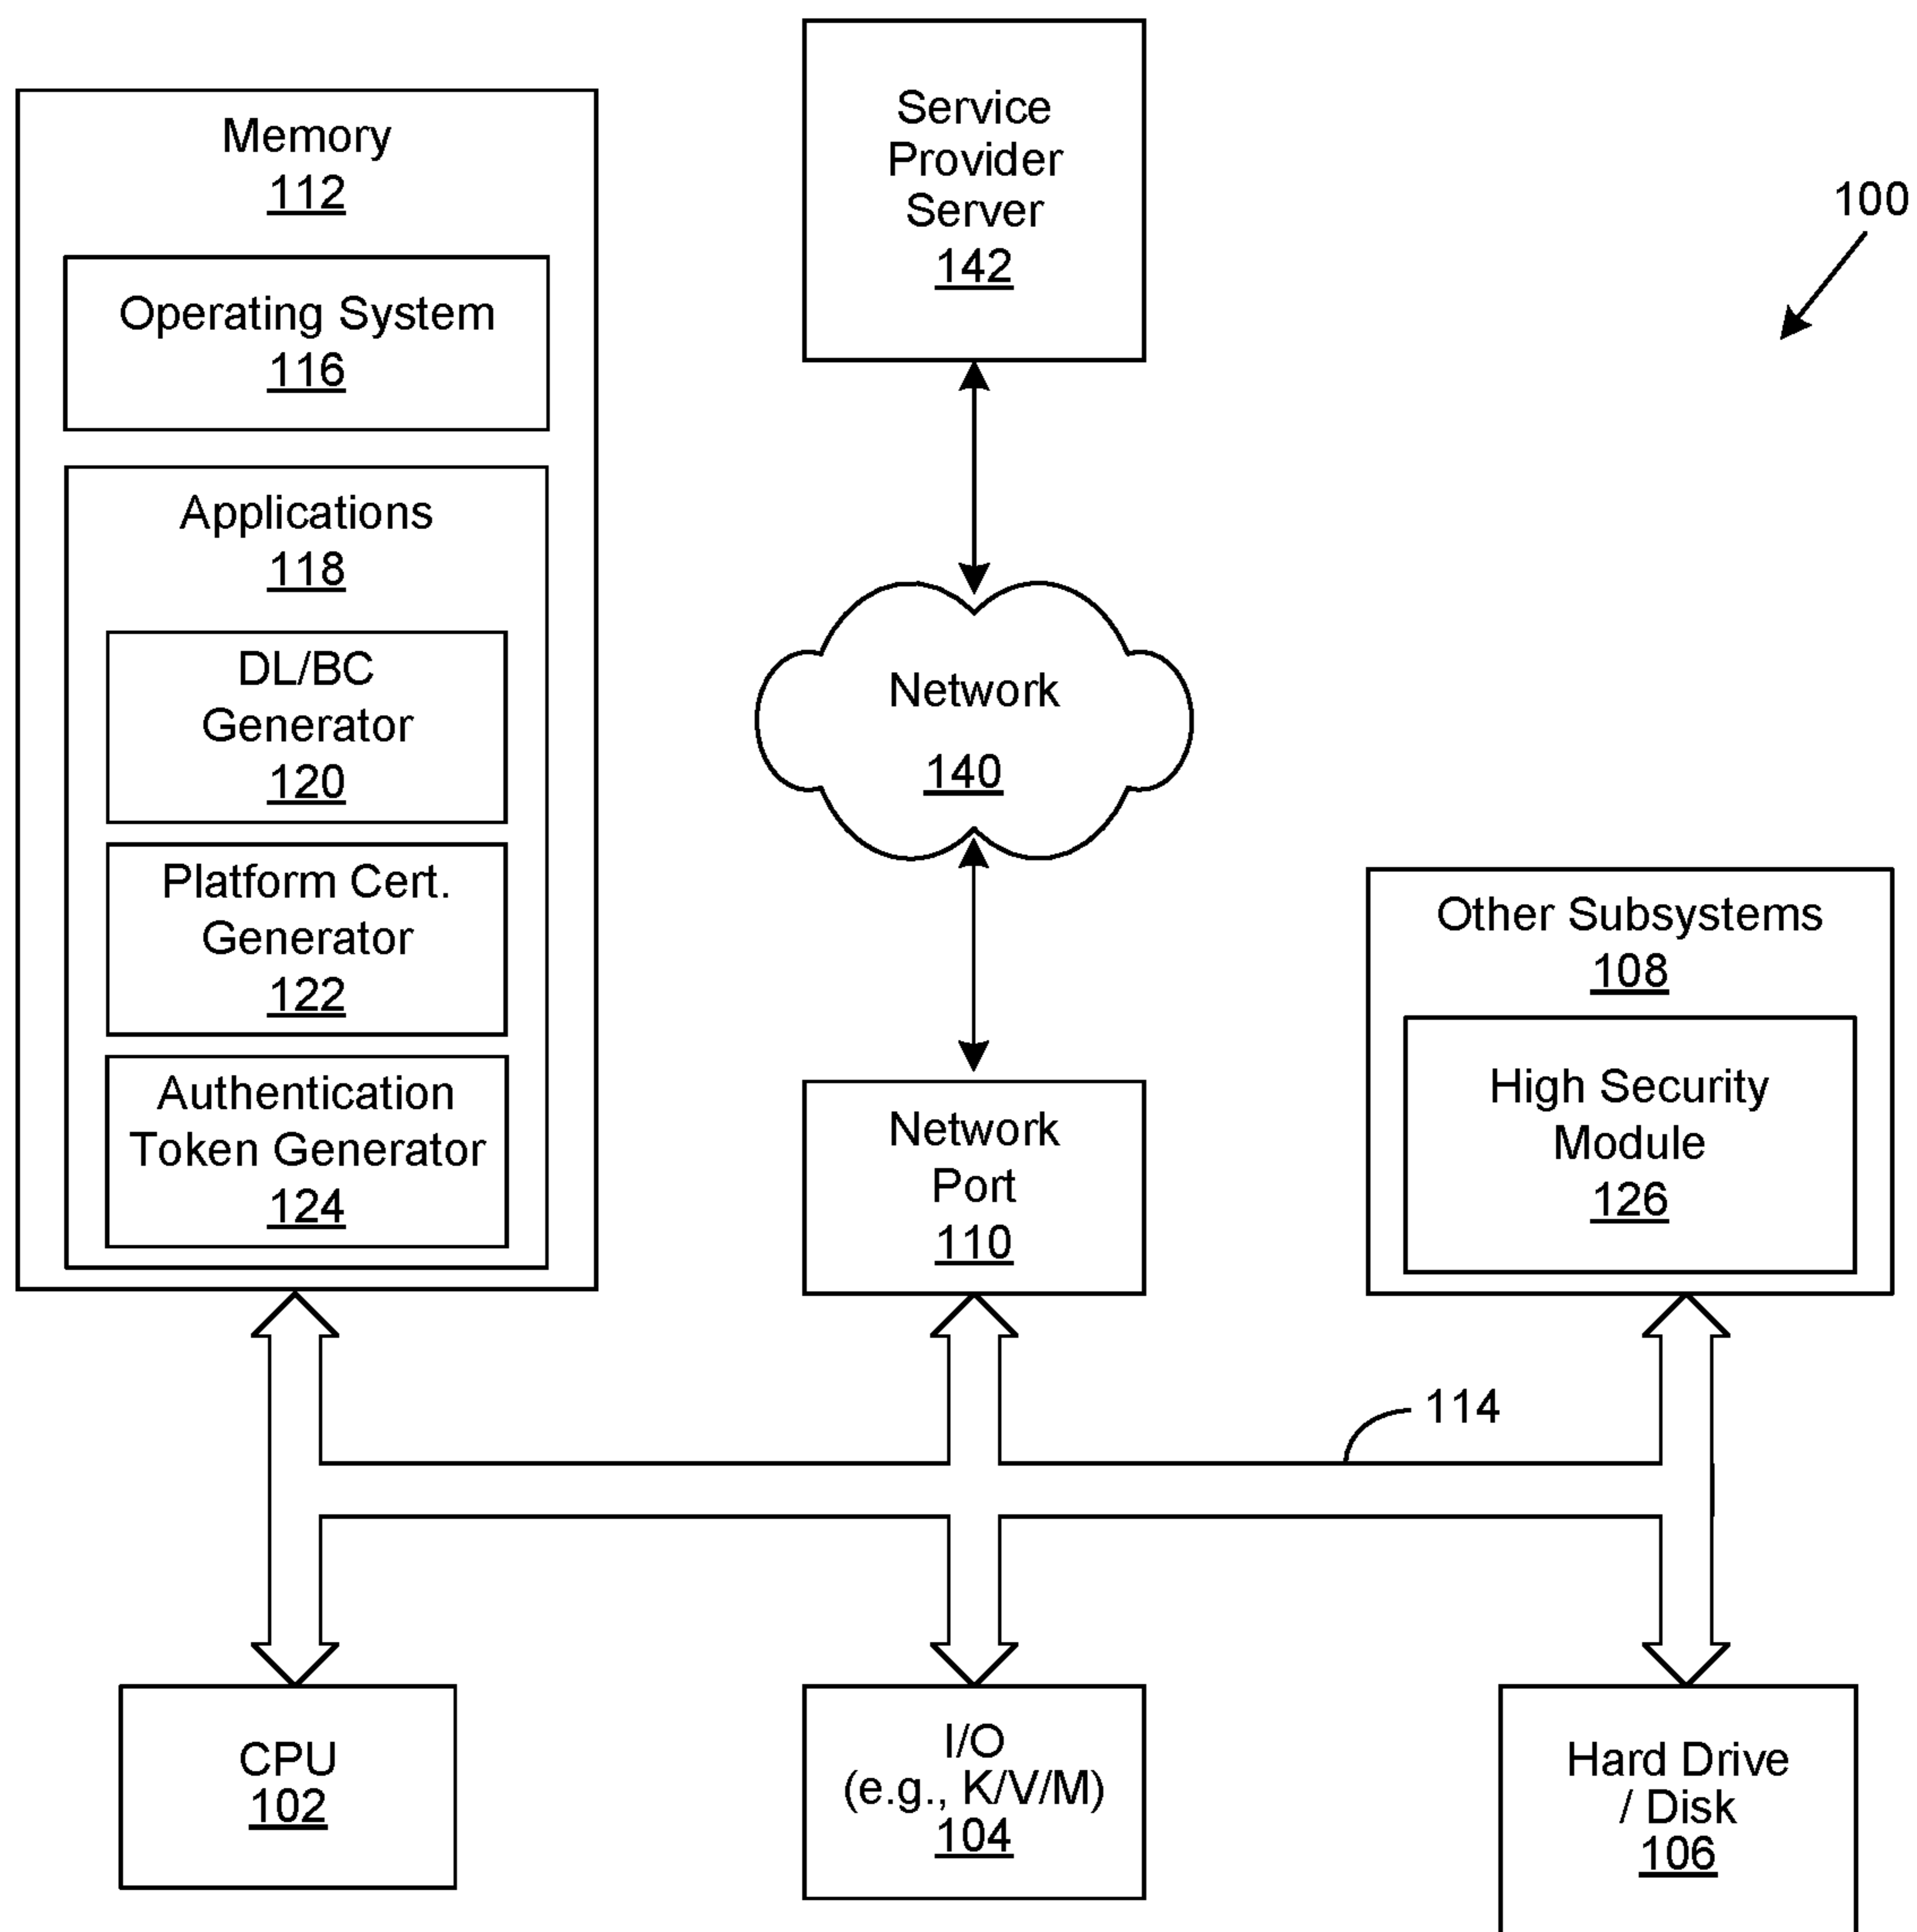 Service
Provider
Server
142
100
Memory
112
Operating System
116
Applications
118
DL/BC
Generator
120
Platform Cert.
Generator
122
Authentication
Token Generator
124
Network
140
Network
Port
110
Other Subsystems
108
High Security
Module
126
114
CPU
102
I/O
(e.g., K/V/M)
104
Hard Drive
/ Disk
106